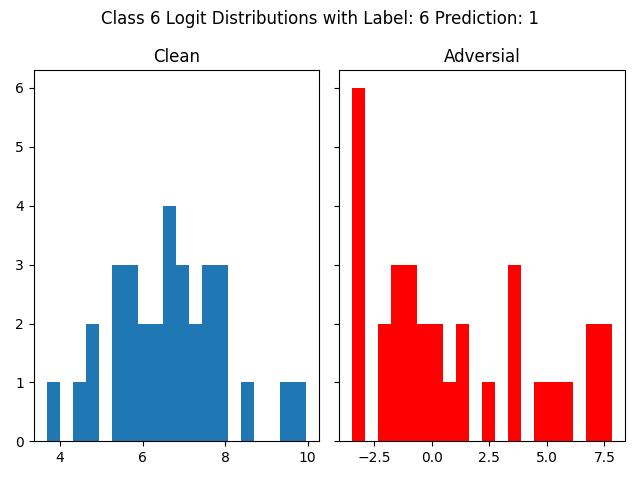 Class 6 Logit Distributions with Label: 6 Prediction: 1
Clean
Adversial
6
5
4
3
2
1
0
4 6 8 10
−2.5 0.0 2.5 5.0 7.5